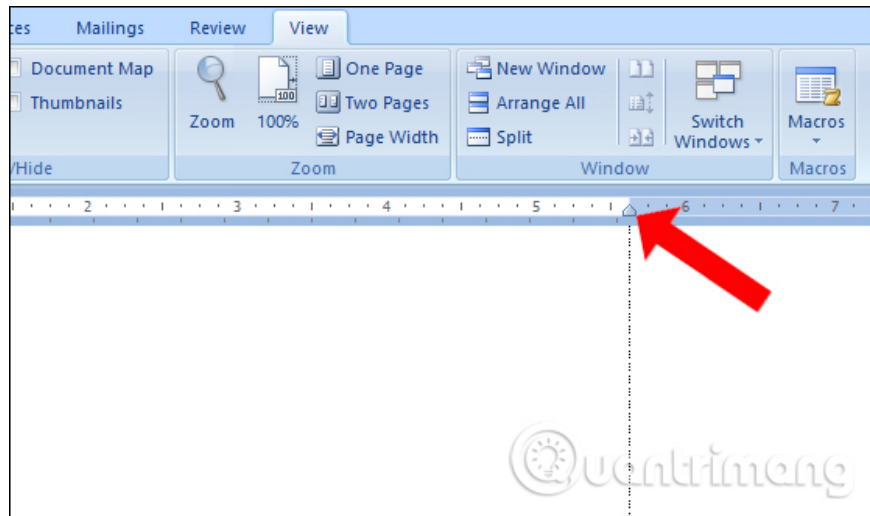 ces Mailings Review View
Document Map One Page New Window
Thumbnails Two Pages Arrange All
Zoom 100% Page Width Split Switch Windows Macros
100
/Hide Zoom Window Macros
2 3 4 5 6 7
Quantrimang